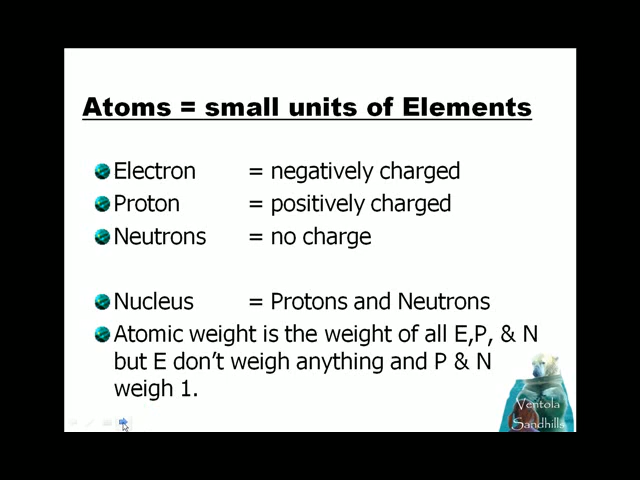 Atoms = small units of Elements
Electron = negatively charged
Proton = positively charged
Neutrons = no charge
Nucleus = Protons and Neutrons
Atomic weight is the weight of all E,P, & N
but E don't weigh anything and P & N
weigh 1.
Ventola
Sandhills